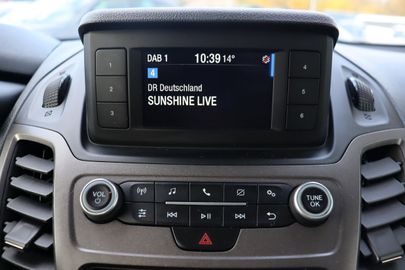 DAB 1 10:39 14°
4
DR Deutschland
SUNSHINE LIVE
1
2
3
4
5
6
VOL
TUNE
OK